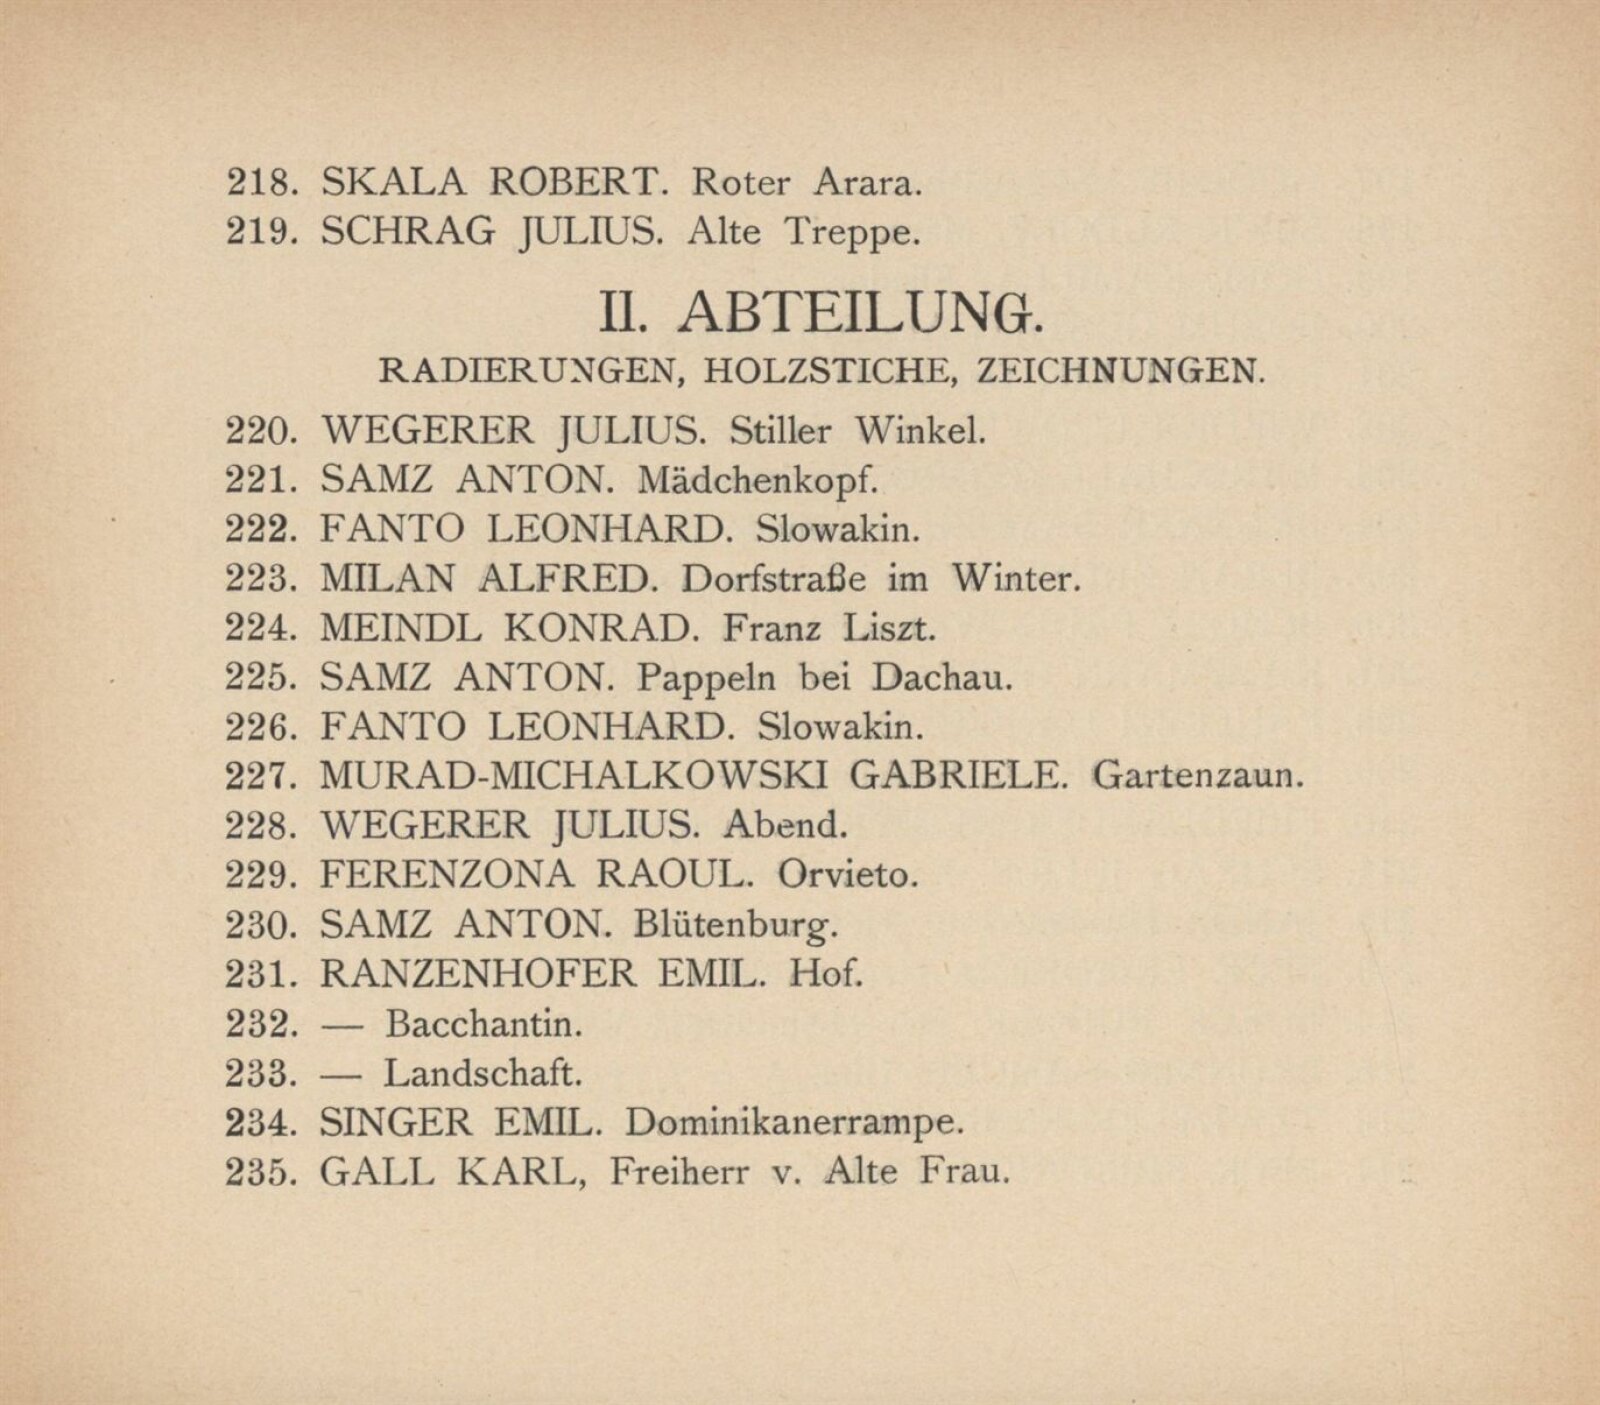 218. SKALA ROBERT. Roter Arara.
219. SCHRAG JULIUS. Alte Treppe.
II. ABTEILUNG.
RADIERUNGEN, HOLZSTICHE, ZEICHNUNGEN.
220. WEGERER JULIUS. Stiller Winkel.
221. SAMZ ANTON. Mädchenkopf.
222. FANTO LEONHARD. Slowakin.
223. MILAN ALFRED. Dorfstraße im Winter.
224. MEINDL KONRAD. Franz Liszt.
225. SAMZ ANTON. Pappeln bei Dachau.
226. FANTO LEONHARD. Slowakin.
227. MURAD-MICHALKOWSKI GABRIELE. Gartenzaun.
228. WEGERER JULIUS. Abend.
229. FERENZONA RAOUL. Orvieto.
230. SAMZ ANTON. Blütenburg.
231. RANZENHOFER EMIL. Hof.
232. — Bacchantin.
233. — Landschaft.
234. SINGER EMIL. Dominikanerrampe.
235. GALL KARL, Freiherr v. Alte Frau.